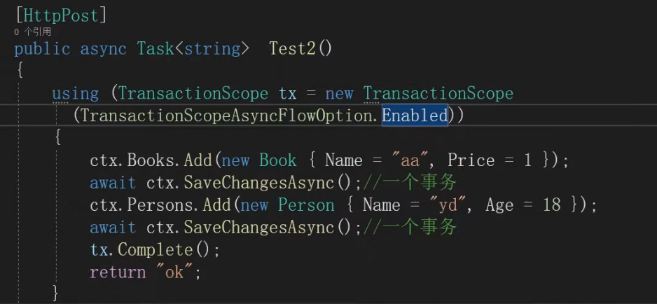 [HttpPost]
0 个引用
public async Task<string> Test2()
{
using (TransactionScope tx = new TransactionScope
(TransactionScopeAsyncFlowOption.Enabled))
{
ctx.Books.Add(new Book { Name = "aa", Price = 1 });
await ctx.SaveChangesAsync();//一个事务
ctx.Persons.Add(new Person { Name = "yd", Age = 18 });
await ctx.SaveChangesAsync();//一个事务
tx.Complete();
return "ok";
}